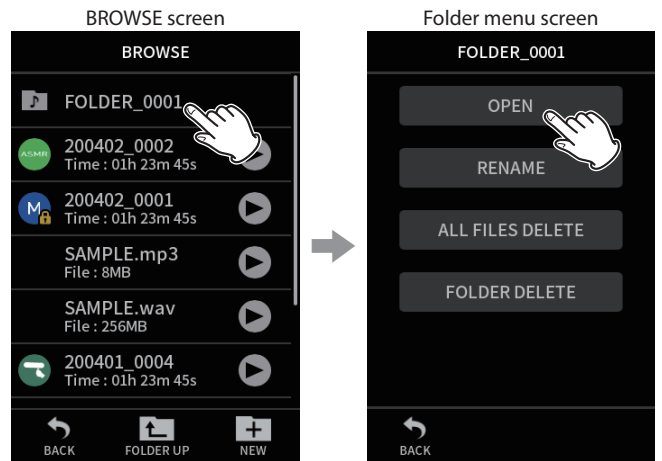 BROWSE screen
BROWSE
FOLDER_0001
ASMR
200402_0002
Time : 01h 23m 45s
M
200402_0001
Time : 01h 23m 45s
SAMPLE.mp3
File : 8MB
SAMPLE.wav
File : 256MB
200401_0004
Time : 01h 23m 45s
BACK
FOLDER UP
NEW
Folder menu screen
FOLDER_0001
OPEN
RENAME
ALL FILES DELETE
FOLDER DELETE
BACK